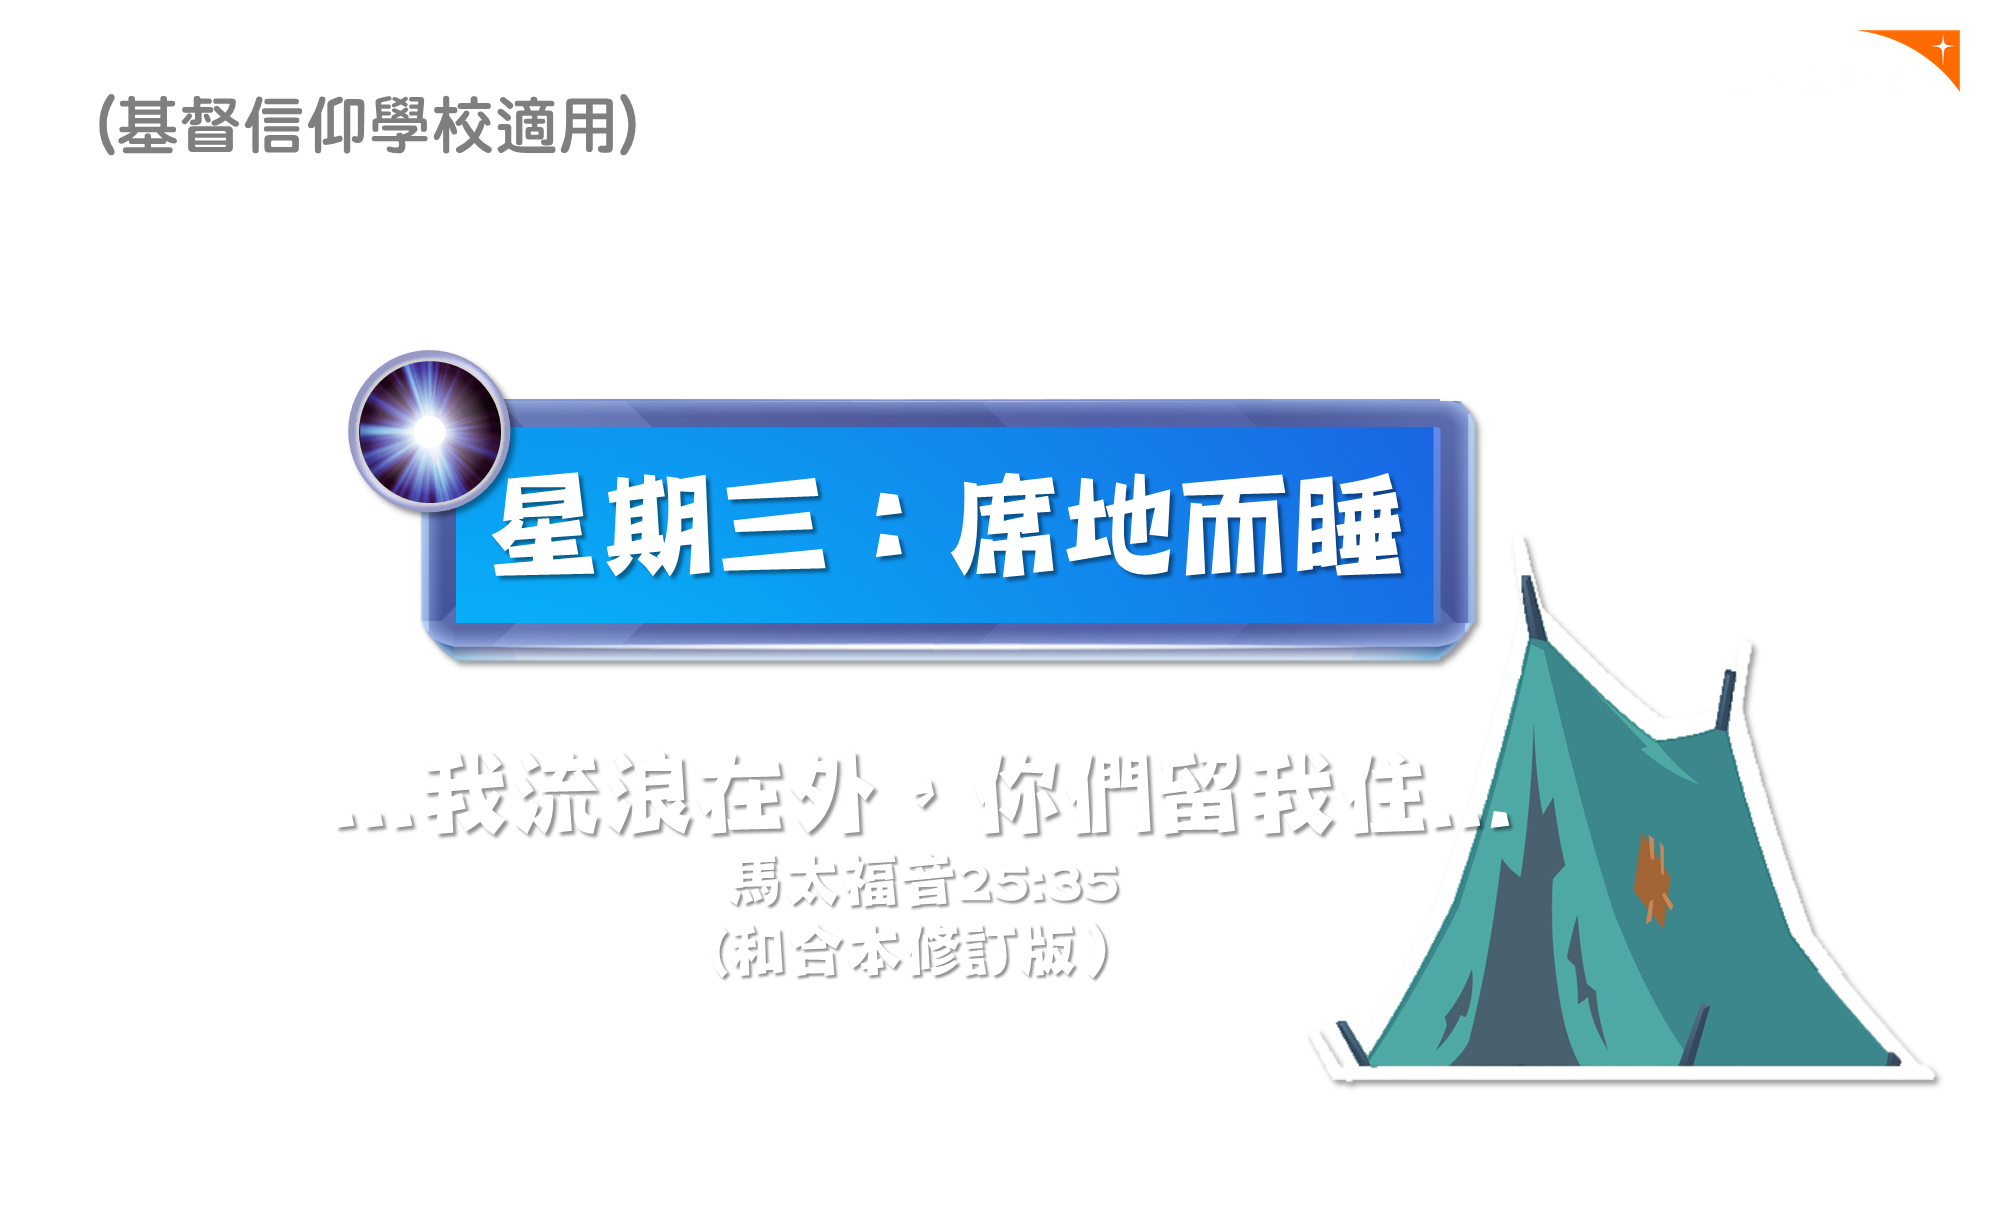 (基督信仰學校適用)
星期三：席地而睡
...我流浪在外，你們留我住...
馬太福音25:35
(和合本修訂版)